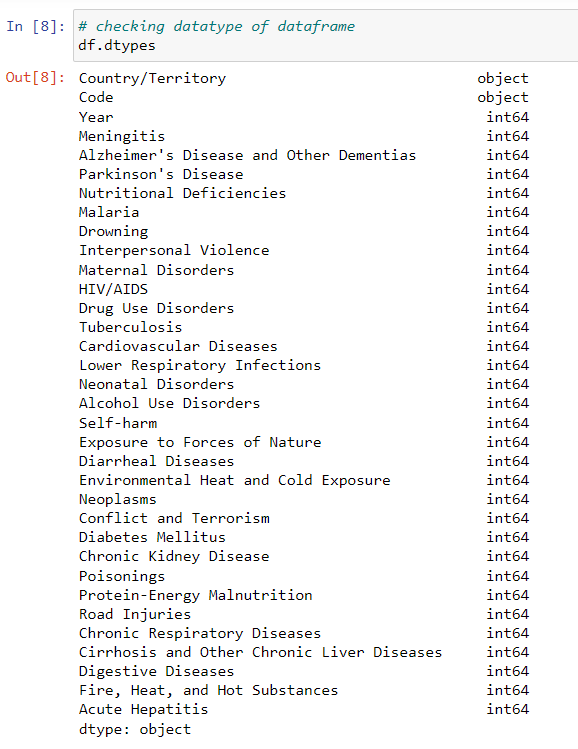 In [8]: # checking datatype of dataframe
df.dtypes
Out[8]: Country/Territory object
Code object
Year int64
Meningitis int64
Alzheimer's Disease and Other Dementias int64
Parkinson's Disease int64
Nutritional Deficiencies int64
Malaria int64
Drowning int64
Interpersonal Violence int64
Maternal Disorders int64
HIV/AIDS int64
Drug Use Disorders int64
Tuberculosis int64
Cardiovascular Diseases int64
Lower Respiratory Infections int64
Neonatal Disorders int64
Alcohol Use Disorders int64
Self-harm int64
Exposure to Forces of Nature int64
Diarrheal Diseases int64
Environmental Heat and Cold Exposure int64
Neoplasms int64
Conflict and Terrorism int64
Diabetes Mellitus int64
Chronic Kidney Disease int64
Poisonings int64
Protein-Energy Malnutrition int64
Road Injuries int64
Chronic Respiratory Diseases int64
Cirrhosis and Other Chronic Liver Diseases int64
Digestive Diseases int64
Fire, Heat, and Hot Substances int64
Acute Hepatitis int64
dtype: object